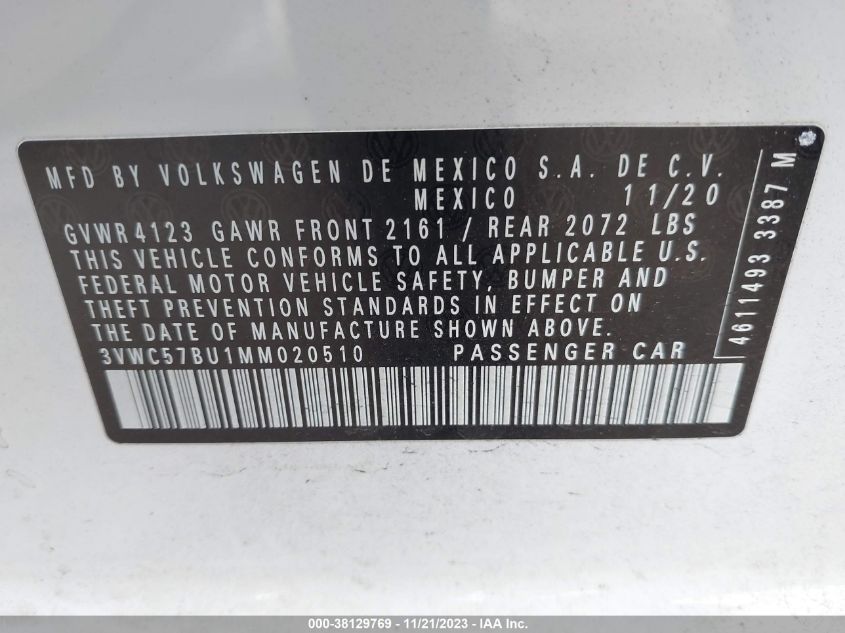 MFD BY VOLKSWAGEN DE MEXICO S.A. DE C.V.
MEXICO 11/20
GVWR 4123 GAWR FRONT 2161 / REAR 2072 LBS
THIS VEHICLE CONFORMS TO ALL APPLICABLE U.S.
FEDERAL MOTOR VEHICLE SAFETY, BUMPER AND
THEFT PREVENTION STANDARDS IN EFFECT ON
THE DATE OF MANUFACTURE SHOWN ABOVE.
3VWC57BU1MM020510 PASSENGER CAR
4611493 3387 M
000-38129769 - 11/21/2023 - IAA Inc.